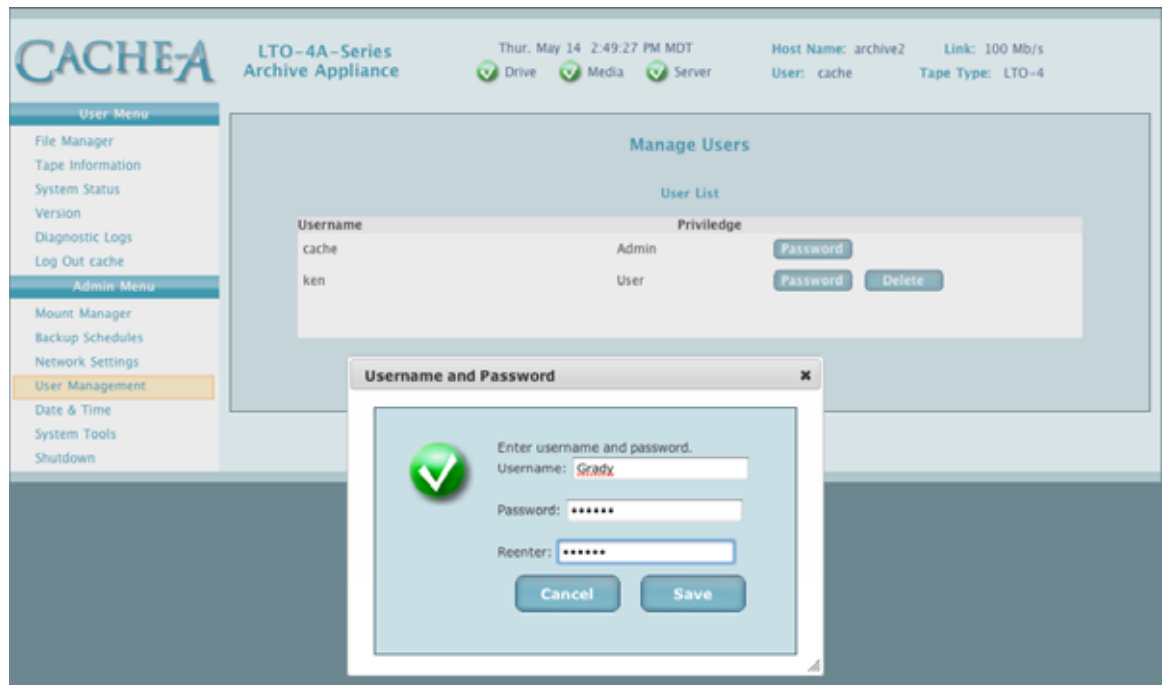 CACHE-A
LTO-4A-Series
Archive Appliance
Thur. May 14 2:49:27 PM MDT
Drive Media Server
Host Name: archive2 Link: 100 Mb/s
User: cache Tape Type: LTO-4
User Menu
File Manager
Tape Information
System Status
Version
Diagnostic Logs
Log Out cache
Admin Menu
Mount Manager
Backup Schedules
Network Settings
User Management
Date & Time
System Tools
Shutdown
Manage Users
User List
Username Priviledge
cache Admin Password
ken User Password Delete
Username and Password
Enter username and password.
Username: Grady
Password: ••••••
Reenter: ••••••
Cancel Save